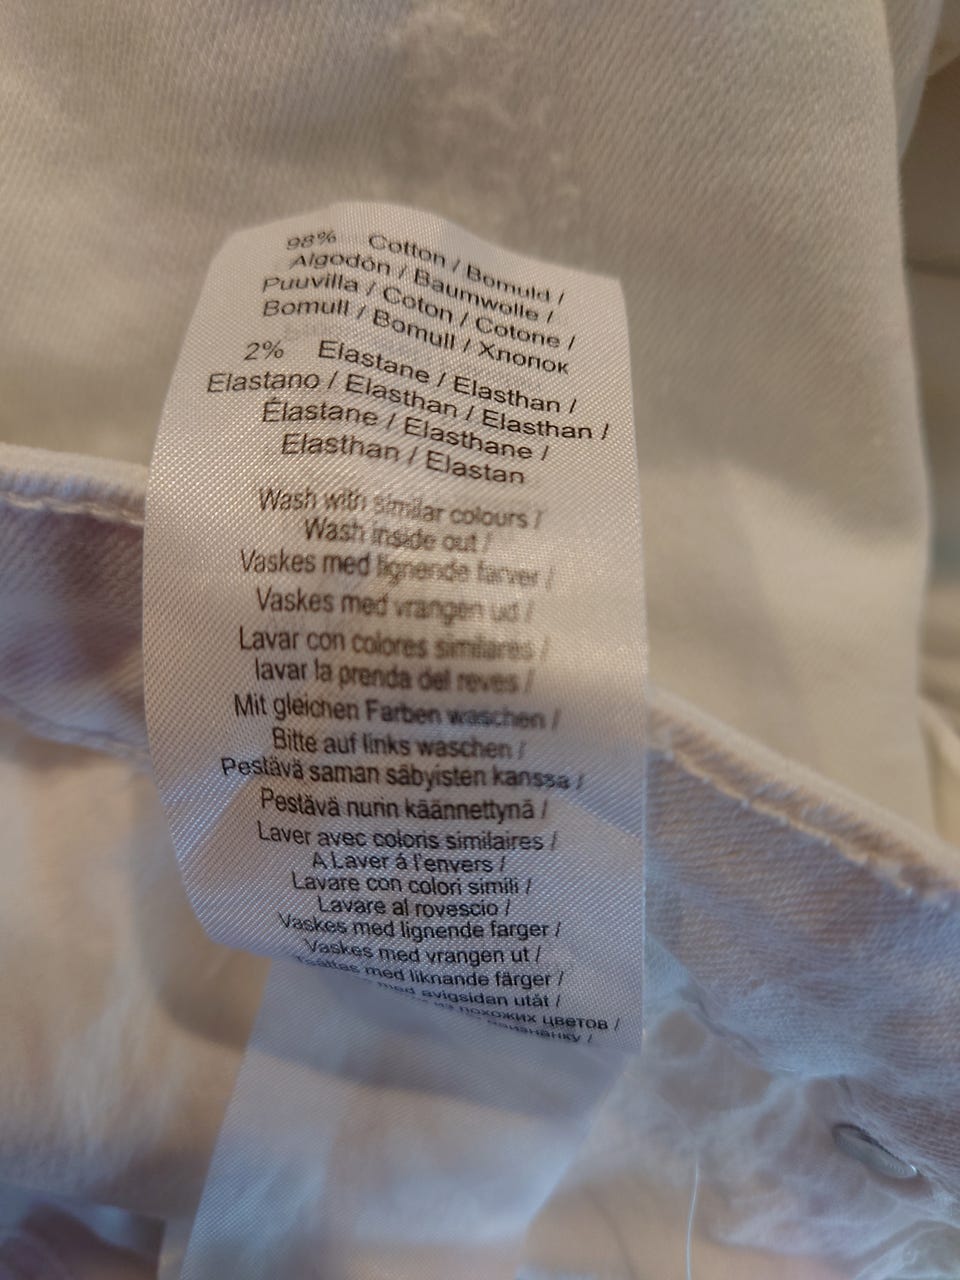 98% Cotton / Bomuld /
Algodón / Baumwolle /
Puuvilla / Coton / Cotone /
Bomull / Bomull / Хлопок
2% Elastane / Elasthan /
Elastano / Elasthan / Elasthan /
Élastane / Elasthane /
Elasthan / Elastan
Wash with similar colours /
Wash inside out /
Vaskes med lignende farver /
Vaskes med vrangen ud /
Lavar con colores similares /
lavar la prenda del reves /
Mit gleichen Farben waschen /
Bitte auf links waschen /
Pestävä saman säbyisten kanssa /
Pestävä nurin käännettynä /
Laver avec coloris similaires /
A Laver á l'envers /
Lavare con colori simili /
Lavare al rovescio /
Vaskes med lignende farger /
Vaskes med vrangen ut /
med liknande färger /
med avigsidan utåt /
из похожих цветов /
наизнанку /